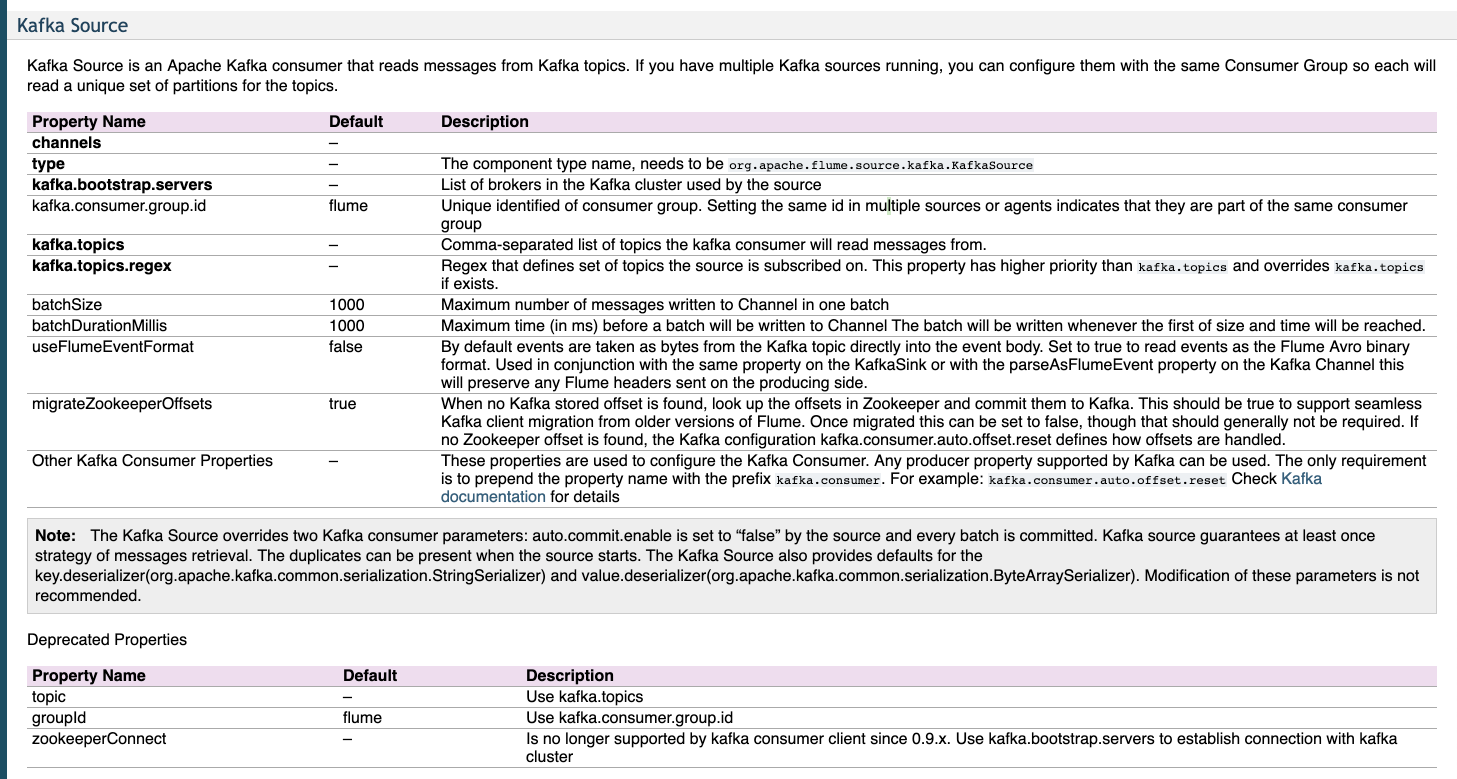 Kafka Source
Kafka Source is an Apache Kafka consumer that reads messages from Kafka topics. If you have multiple Kafka sources running, you can configure them with the same Consumer Group so each will
read a unique set of partitions for the topics.
Property Name Default Description
channels –
type – The component type name, needs to be org.apache.flume.source.kafka.KafkaSource
kafka.bootstrap.servers – List of brokers in the Kafka cluster used by the source
kafka.consumer.group.id flume Unique identified of consumer group. Setting the same id in multiple sources or agents indicates that they are part of the same consumer
group
kafka.topics – Comma-separated list of topics the kafka consumer will read messages from.
kafka.topics.regex – Regex that defines set of topics the source is subscribed on. This property has higher priority than kafka.topics and overrides kafka.topics
if exists.
batchSize 1000 Maximum number of messages written to Channel in one batch
batchDurationMillis 1000 Maximum time (in ms) before a batch will be written to Channel The batch will be written whenever the first of size and time will be reached.
useFlumeEventFormat false By default events are taken as bytes from the Kafka topic directly into the event body. Set to true to read events as the Flume Avro binary
format. Used in conjunction with the same property on the KafkaSink or with the parseAsFlumeEvent property on the Kafka Channel this
will preserve any Flume headers sent on the producing side.
migrateZookeeperOffsets true When no Kafka stored offset is found, look up the offsets in Zookeeper and commit them to Kafka. This should be true to support seamless
Kafka client migration from older versions of Flume. Once migrated this can be set to false, though that should generally not be required. If
no Zookeeper offset is found, the Kafka configuration kafka.consumer.auto.offset.reset defines how offsets are handled.
Other Kafka Consumer Properties – These properties are used to configure the Kafka Consumer. Any producer property supported by Kafka can be used. The only requirement
is to prepend the property name with the prefix kafka.consumer. For example: kafka.consumer.auto.offset.reset Check Kafka
documentation for details
Note: The Kafka Source overrides two Kafka consumer parameters: auto.commit.enable is set to “false” by the source and every batch is committed. Kafka source guarantees at least once
strategy of messages retrieval. The duplicates can be present when the source starts. The Kafka Source also provides defaults for the
key.deserializer(org.apache.kafka.common.serialization.StringSerializer) and value.deserializer(org.apache.kafka.common.serialization.ByteArraySerializer). Modification of these parameters is not
recommended.
Deprecated Properties
Property Name Default Description
topic – Use kafka.topics
groupId flume Use kafka.consumer.group.id
zookeeperConnect – Is no longer supported by kafka consumer client since 0.9.x. Use kafka.bootstrap.servers to establish connection with kafka
cluster